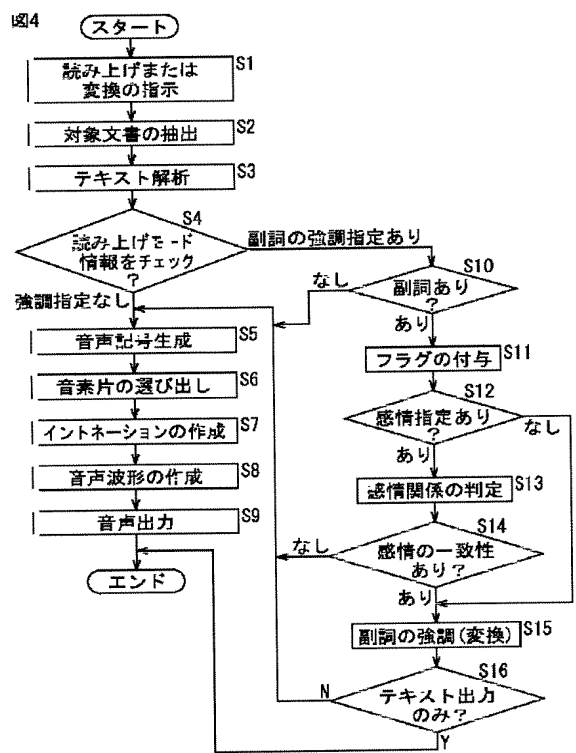 図4
スタート
読み上げまたは
変換の指示
S1
対象文書の抽出
S2
テキスト解析
S3
S4
読み上げモード
情報をチェック
?
副詞の強調指定あり
強調指定なし
音声記号生成
S5
音素片の選び出し
S6
イントネーションの作成
S7
音声波形の作成
S8
音声出力
S9
エンド
S10
副詞あり
?
なし
あり
フラグの付与
S11
S12
感情指定あり
?
なし
あり
感情関係の判定
S13
S14
感情の一致性
あり?
なし
あり
副詞の強調(変換)
S15
S16
テキスト出力
のみ?
N
Y